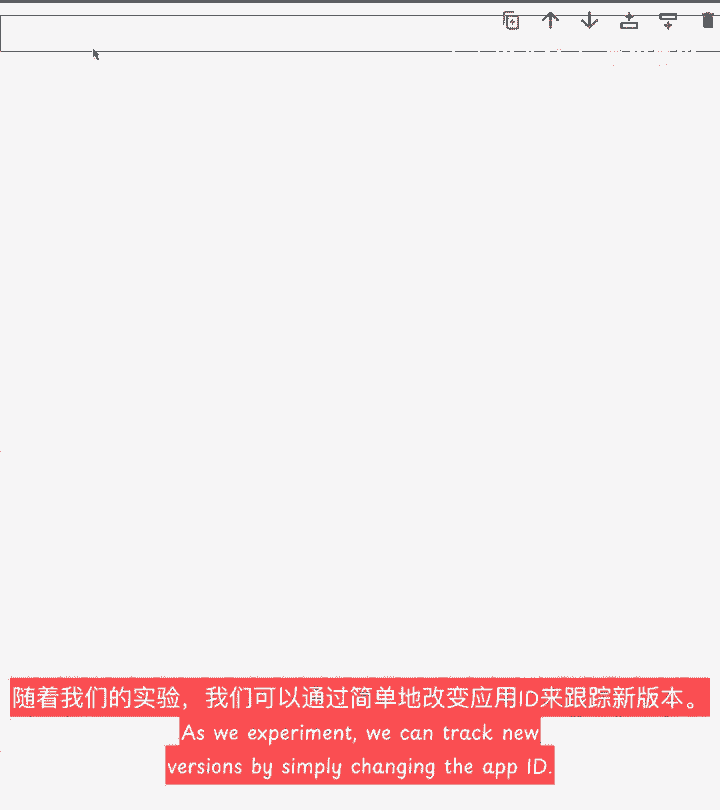 随着我们的实验，我们可以通过简单地改变应用ID来跟踪新版本。
As we experiment, we can track new
versions by simply changing the app ID.